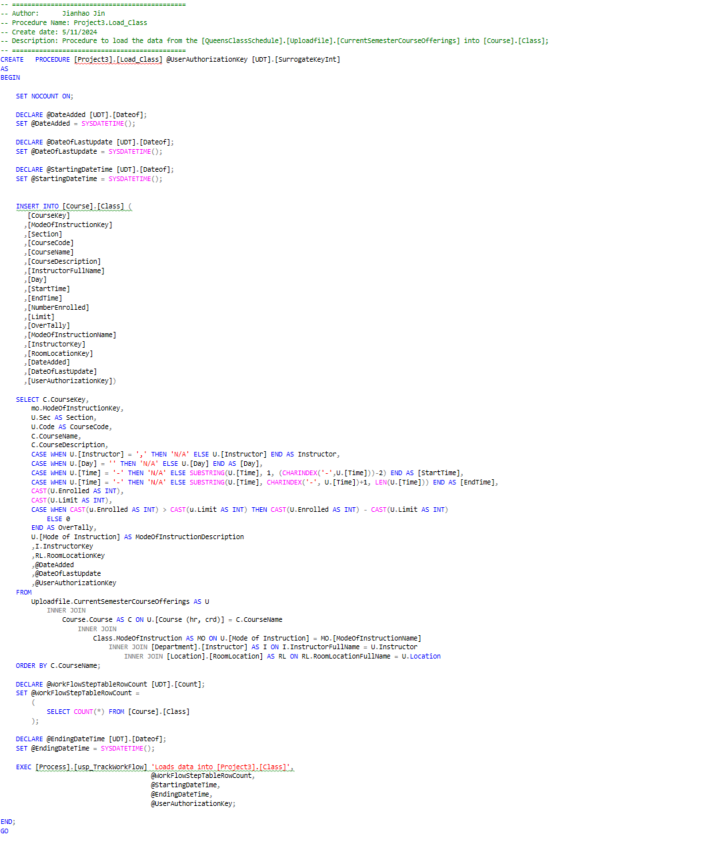 -- =============================================
-- Author:      Jianhao Jin
-- Procedure Name: Project3.Load_Class
-- Create date: 5/11/2024
-- Description: Procedure to load the data from the [QueensClassSchedule].[Uploadfile].[CurrentSemesterCourseOfferings] into [Course].[Class];
-- =============================================
CREATE   PROCEDURE [Project3].[Load_Class] @UserAuthorizationKey [UDT].[SurrogateKeyInt]
AS
BEGIN
    SET NOCOUNT ON;
    DECLARE @DateAdded [UDT].[Dateof];
    SET @DateAdded = SYSDATETIME();
    DECLARE @DateOfLastUpdate [UDT].[Dateof];
    SET @DateOfLastUpdate = SYSDATETIME();
    DECLARE @StartingDateTime [UDT].[Dateof];
    SET @StartingDateTime = SYSDATETIME();
    INSERT INTO [Course].[Class] (
       [CourseKey]
      ,[ModeOfInstructionKey]
      ,[Section]
      ,[CourseCode]
      ,[CourseName]
      ,[CourseDescription]
      ,[InstructorFullName]
      ,[Day]
      ,[StartTime]
      ,[EndTime]
      ,[NumberEnrolled]
      ,[Limit]
      ,[OverTally]
      ,[ModeOfInstructionName]
      ,[InstructorKey]
      ,[RoomLocationKey]
      ,[DateAdded]
      ,[DateOfLastUpdate]
      ,[UserAuthorizationKey])
    SELECT C.CourseKey,
        mo.ModeOfInstructionKey,
        U.Sec AS Section,
        U.Code AS CourseCode,
        C.CourseName,
        C.CourseDescription,
        CASE WHEN U.[Instructor] = ',' THEN 'N/A' ELSE U.[Instructor] END AS Instructor,
        CASE WHEN U.[Day] = '' THEN 'N/A' ELSE U.[Day] END AS [Day],
        CASE WHEN U.[Time] = '-' THEN 'N/A' ELSE SUBSTRING(U.[Time], 1, (CHARINDEX('-',U.[Time]))-2) END AS [StartTime],
        CASE WHEN U.[Time] = '-' THEN 'N/A' ELSE SUBSTRING(U.[Time], CHARINDEX('-', U.[Time])+1, LEN(U.[Time])) END AS [EndTime],
        CAST(U.Enrolled AS INT),
        CAST(U.Limit AS INT),
        CASE WHEN CAST(u.Enrolled AS INT) > CAST(u.Limit AS INT) THEN CAST(U.Enrolled AS INT) - CAST(U.Limit AS INT)
            ELSE 0
        END AS OverTally,
        U.[Mode of Instruction] AS ModeOfInstructionDescription
        ,I.InstructorKey
        ,RL.RoomLocationKey
        ,@DateAdded
        ,@DateOfLastUpdate
        ,@UserAuthorizationKey
    FROM
        Uploadfile.CurrentSemesterCourseOfferings AS U
            INNER JOIN
                Course.Course AS C ON U.[Course (hr, crd)] = C.CourseName
                    INNER JOIN
                        Class.ModeOfInstruction AS MO ON U.[Mode of Instruction] = MO.[ModeOfInstructionName]
                            INNER JOIN [Department].[Instructor] AS I ON I.InstructorFullName = U.Instructor
                                INNER JOIN [Location].[RoomLocation] AS RL ON RL.RoomLocationFullName = U.Location
    ORDER BY C.CourseName;
    DECLARE @WorkFlowStepTableRowCount [UDT].[Count];
    SET @WorkFlowStepTableRowCount =
        (
            SELECT COUNT(*) FROM [Course].[Class]
        );
    DECLARE @EndingDateTime [UDT].[Dateof];
    SET @EndingDateTime = SYSDATETIME();
    EXEC [Process].[usp_TrackWorkFlow] 'Loads data into [Project3].[Class]',
                                       @WorkFlowStepTableRowCount,
                                       @StartingDateTime,
                                       @EndingDateTime,
                                       @UserAuthorizationKey;
END;
GO